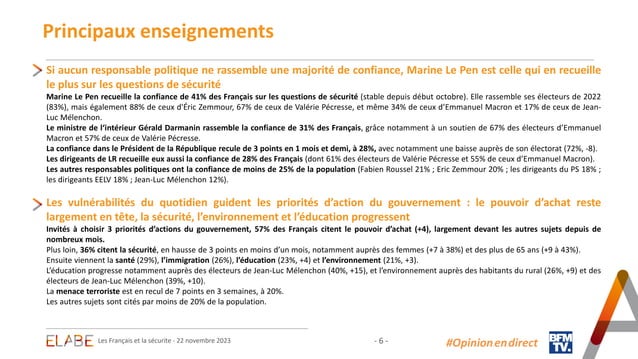 Principaux enseignements
Si aucun responsable politique ne rassemble une majorité de confiance, Marine Le Pen est celle qui en recueille
le plus sur les questions de sécurité
Marine Le Pen recueille la confiance de 41% des Français sur les questions de sécurité (stable depuis début octobre). Elle rassemble ses électeurs de 2022
(83%), mais également 88% de ceux d'Éric Zemmour, 67% de ceux de Valérie Pécresse, et même 34% de ceux d'Emmanuel Macron et 17% de ceux de Jean-
Luc Mélenchon.
Le ministre de l'intérieur Gérald Darmanin rassemble la confiance de 31% des Français, grâce notamment à un soutien de 67% des électeurs d'Emmanuel
Macron et 57% de ceux de Valérie Pécresse.
La confiance dans le Président de la République recule de 3 points en 1 mois et demi, à 28%, avec notamment une baisse auprès de son électorat (72%, -8).
Les dirigeants de LR recueille eux aussi la confiance de 28% des Français (dont 61% des électeurs de Valérie Pécresse et 55% de ceux d'Emmanuel Macron).
Les autres responsables politiques ont la confiance de moins de 25% de la population (Fabien Roussel 21% ; Eric Zemmour 20% ; les dirigeants du PS 18% ;
les dirigeants EELV 18% ; Jean-Luc Mélenchon 12%).
Les vulnérabilités du quotidien guident les priorités d'action du gouvernement : le pouvoir d'achat reste
largement en tête, la sécurité, l'environnement et l'éducation progressent
Invités à choisir 3 priorités d'actions du gouvernement, 57% des Français citent le pouvoir d'achat (+4), largement devant les autres sujets depuis de
nombreux mois.
Plus loin, 36% citent la sécurité, en hausse de 3 points en moins d'un mois, notamment auprès des femmes (+7 à 38%) et des plus de 65 ans (+9 à 43%).
Ensuite viennent la santé (29%), l'immigration (26%), l'éducation (23%, +4) et l'environnement (21%, +3).
L'éducation progresse notamment auprès des électeurs de Jean-Luc Mélenchon (40%, +15), et l'environnement auprès des habitants du rural (26%, +9) et des
électeurs de Jean-Luc Mélenchon (39%, +10).
La menace terroriste est en recul de 7 points en 3 semaines, à 20%.
Les autres sujets sont cités par moins de 20% de la population.
ELABE
Les Français et la sécurité - 22 novembre 2023
- 6 -
#Opinionendirect
BFM
TV.